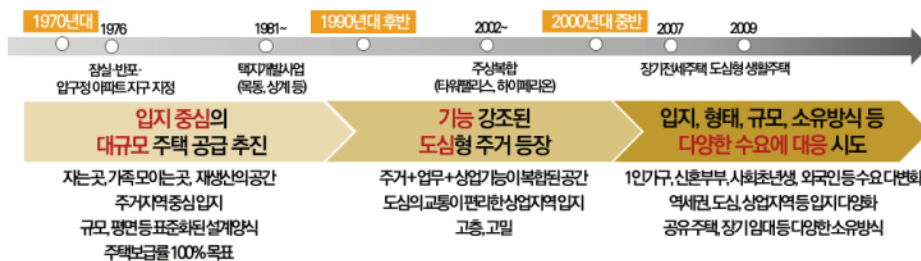 1970년대
1990년대 후반
2000년대 중반
1976
1981~
2002~
2007
2009
잠실·반포·
압구정 아파트 지구 지정
택지개발사업
(목동, 상계 등)
주상복합
(타워팰리스, 하이페리온)
장기전세주택
도심형 생활주택
입지 중심의
대규모 주택 공급 추진
기능 강조된
도심형 주거 등장
입지, 형태, 규모, 소유방식 등
다양한 수요에 대응 시도
자는 곳, 가족 모이는 곳, 재생산의 공간
주거지역 중심 입지
규모, 평면 등 표준화된 설계양식
주택보급률 100% 목표
주거+업무+상업기능이 복합된 공간
도심의 교통이 편리한 상업지역 입지
고층, 고밀
1인가구, 신혼부부, 사회초년생, 외국인 등 수요 다변화
역세권, 도심, 상업지역 등 입지 다양화
공유주택, 장기 임대 등 다양한 소유방식